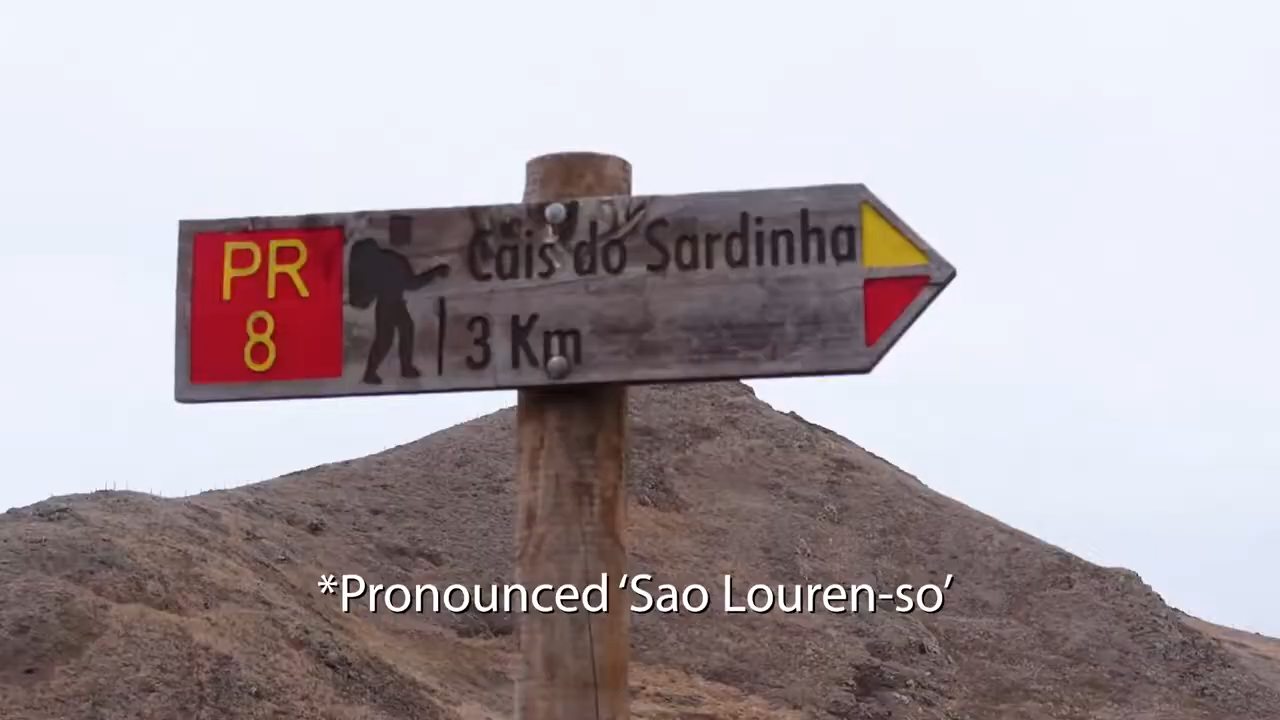 PR
8
Cais do Sardinha
3 Km
*Pronounced ‘Sao Louren-so’